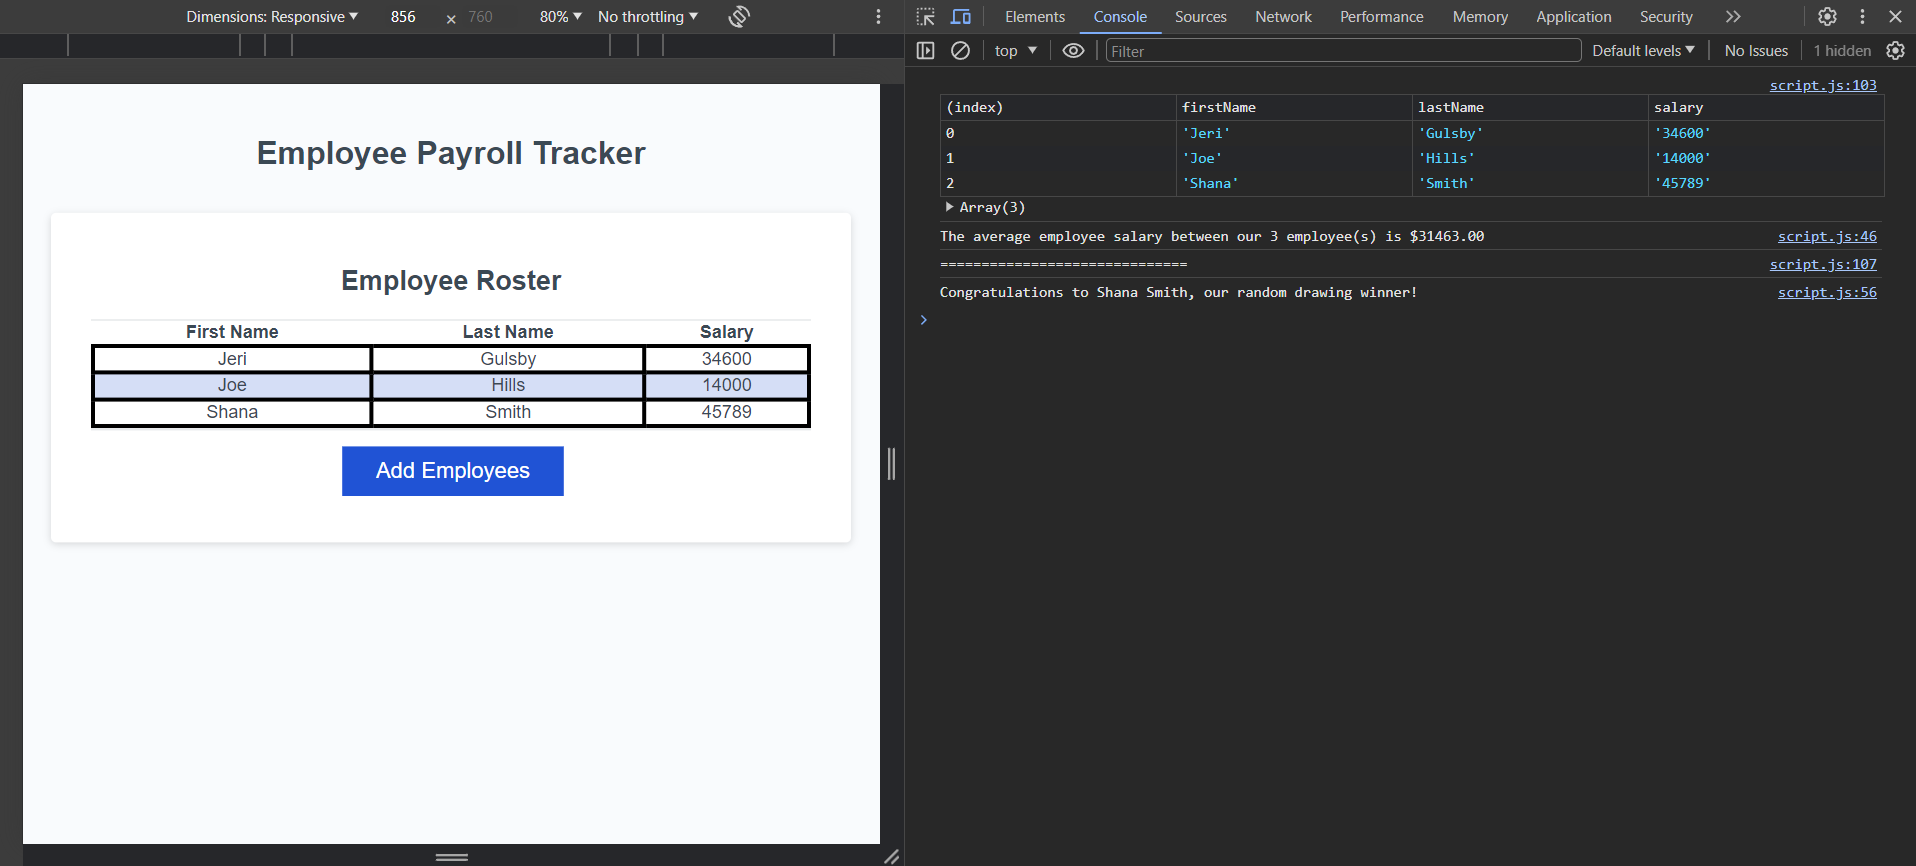 Dimensions: Responsive ▼ 856 × 760 80% ▼ No throttling ▼
Employee Payroll Tracker
Employee Roster
First Name Last Name Salary
Jeri Gulsby 34600
Joe Hills 14000
Shana Smith 45789
Add Employees
Elements Console Sources Network Performance Memory Application Security
top ▼ Filter Default levels ▼ No Issues 1 hidden
script.js:103
(index) firstName lastName salary
0 'Jeri' 'Gulsby' '34600'
1 'Joe' 'Hills' '14000'
2 'Shana' 'Smith' '45789'
▶ Array(3)
The average employee salary between our 3 employee(s) is $31463.00 script.js:46
============================== script.js:107
Congratulations to Shana Smith, our random drawing winner! script.js:56